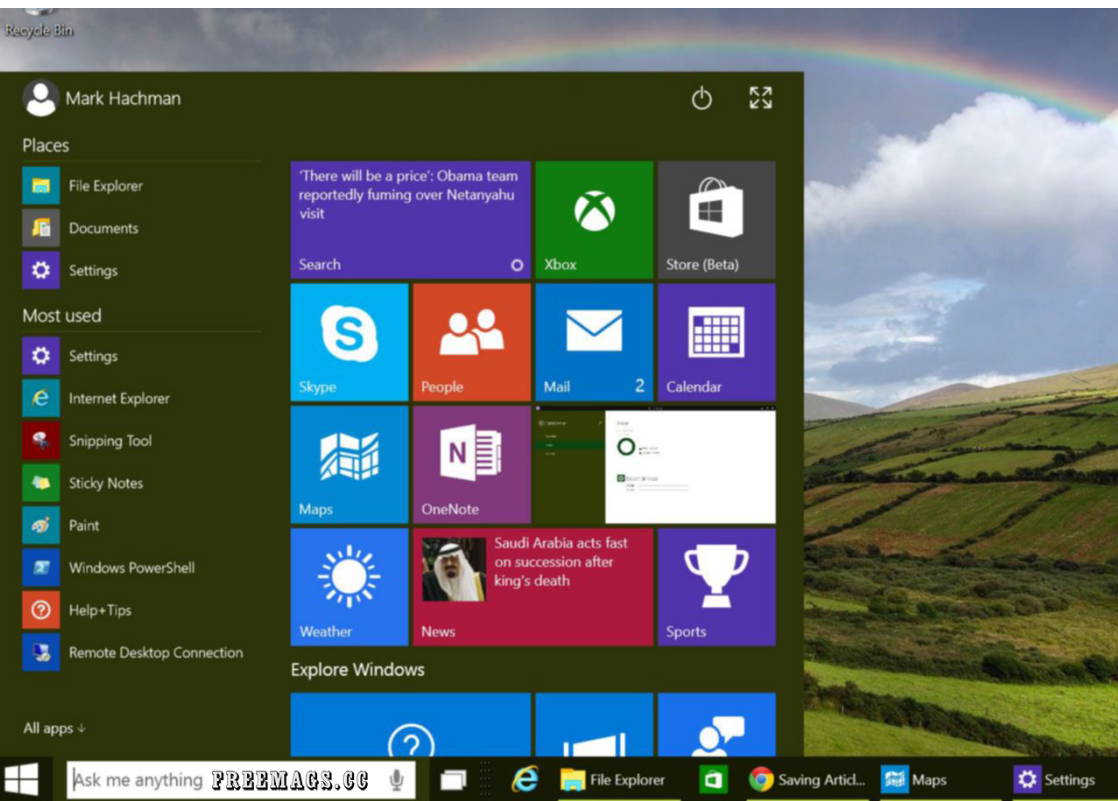 Recycle Bin
Mark Hachman
Places
File Explorer
Documents
Settings
Most used
Settings
Internet Explorer
Snipping Tool
Sticky Notes
Paint
Windows PowerShell
Help+Tips
Remote Desktop Connection
All apps ↓
'There will be a price': Obama team
reportedly fuming over Netanyahu
visit
Search
Xbox
Store (Beta)
Skype
People
Mail 2
Calendar
Maps
OneNote
Weather
Saudi Arabia acts fast
on succession after
king's death
News
Sports
Explore Windows
Ask me anything FREEMAGS.CC
File Explorer
Saving Articl...
Maps
Settings